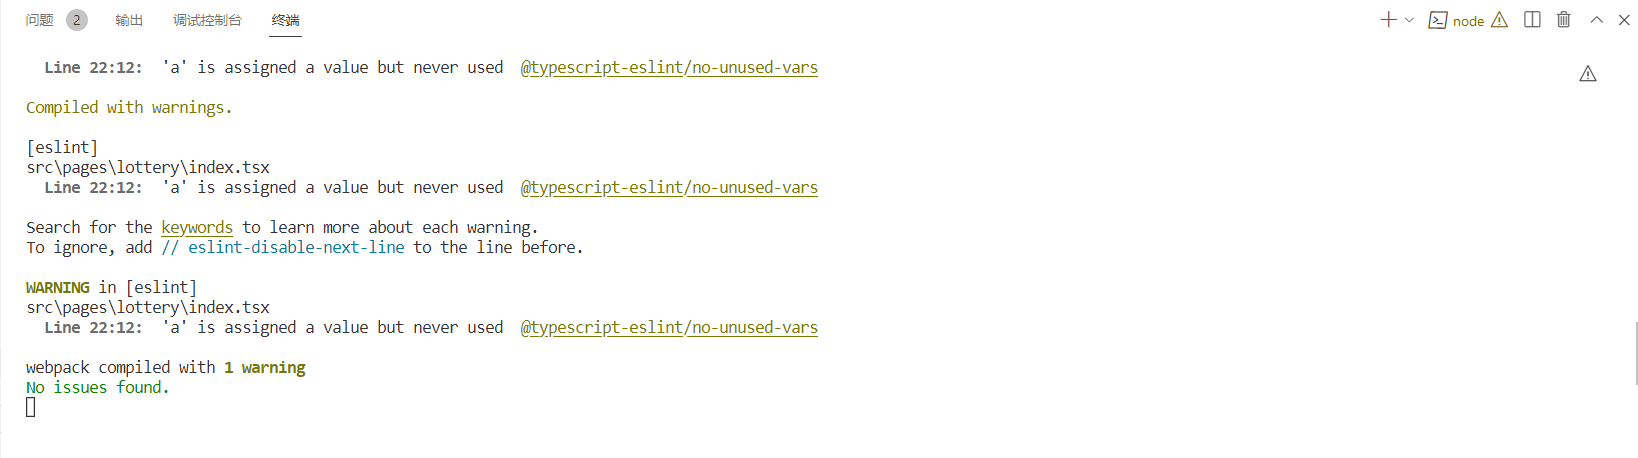 问题 2 输出 调试控制台 终端 node
Line 22:12: 'a' is assigned a value but never used @typescript-eslint/no-unused-vars
Compiled with warnings.
[eslint]
src\pages\lottery\index.tsx
Line 22:12: 'a' is assigned a value but never used @typescript-eslint/no-unused-vars
Search for the keywords to learn more about each warning.
To ignore, add // eslint-disable-next-line to the line before.
WARNING in [eslint]
src\pages\lottery\index.tsx
Line 22:12: 'a' is assigned a value but never used @typescript-eslint/no-unused-vars
webpack compiled with 1 warning
No issues found.